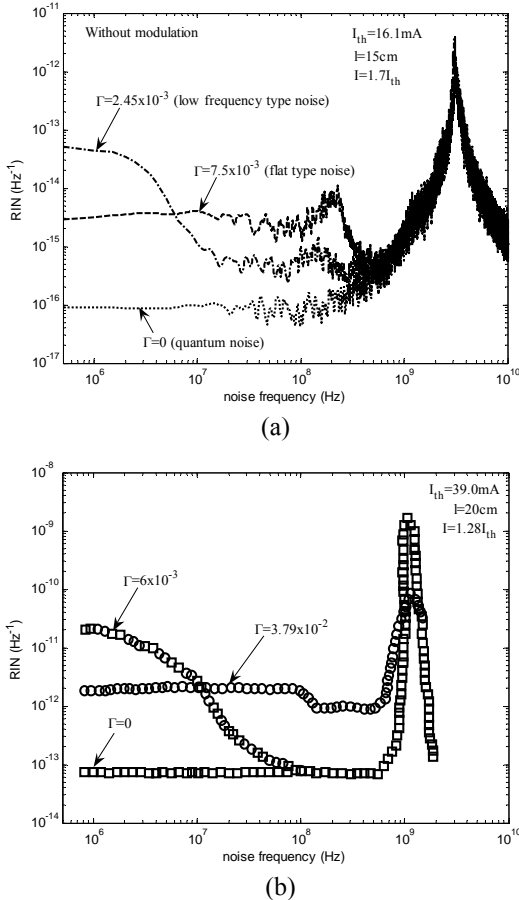 Without modulation
I_th=16.1mA
l=15cm
I=1.7I_th
Γ=2.45x10^-3 (low frequency type noise)
Γ=7.5x10^-3 (flat type noise)
Γ=0 (quantum noise)
RIN (Hz^-1)
10^-11
10^-12
10^-13
10^-14
10^-15
10^-16
10^-17
10^6
10^7
10^8
10^9
10^10
noise frequency (Hz)
(a)
I_th=39.0mA
l=20cm
I=1.28I_th
Γ=6x10^-3
Γ=3.79x10^-2
Γ=0
RIN (Hz^-1)
10^-8
10^-9
10^-10
10^-11
10^-12
10^-13
10^-14
10^6
10^7
10^8
10^9
10^10
noise frequency (Hz)
(b)